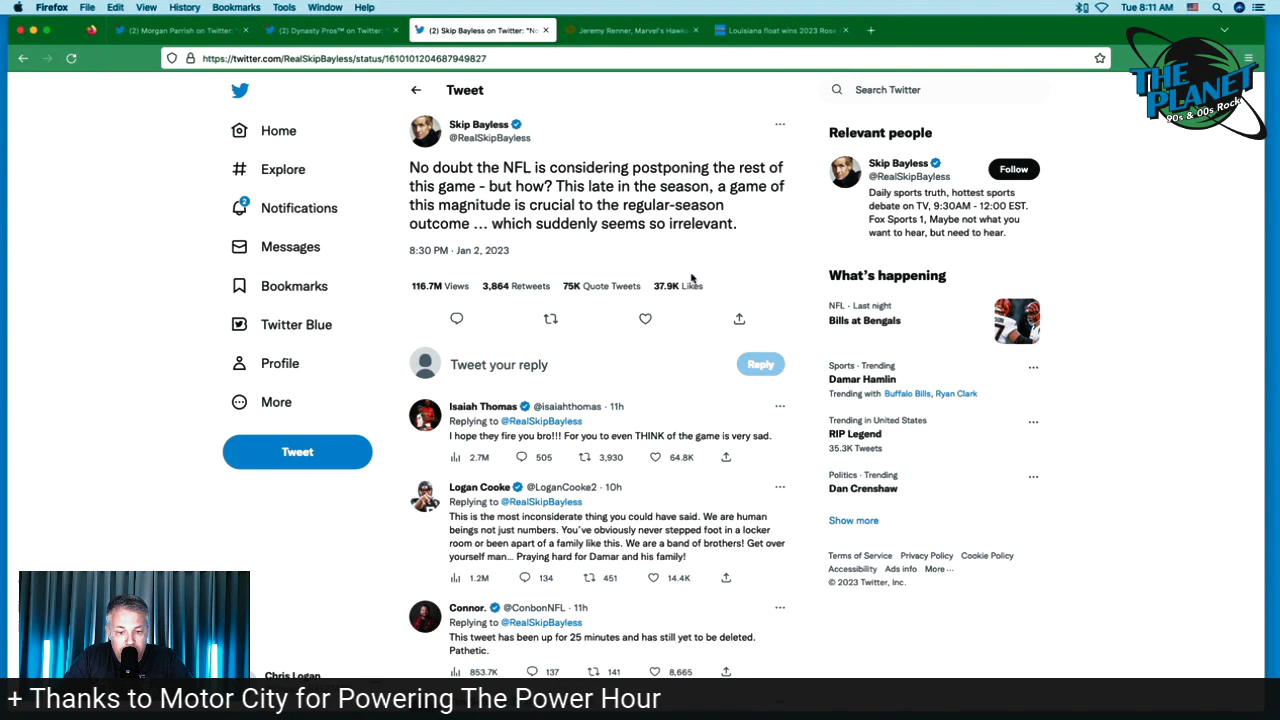 Firefox File Edit View History Bookmarks Tools Window Help
Tue 8:11 AM
(2) Morgan Parrish on Twitter: "
(2) Dynasty Pros™ on Twitter: "
(2) Skip Bayless on Twitter: "No
Jeremy Renner, Marvel's Hawk
Louisiana float wins 2023 Rose
https://twitter.com/RealSkipBayless/status/1610101204687949827
THE PLANET
90s & 00s Rock
Home
Explore
2
Notifications
Messages
Bookmarks
Twitter Blue
Profile
More
Tweet
Tweet
Skip Bayless
@RealSkipBayless
No doubt the NFL is considering postponing the rest of
this game - but how? This late in the season, a game of
this magnitude is crucial to the regular-season
outcome ... which suddenly seems so irrelevant.
8:30 PM · Jan 2, 2023
116.7M Views 3,864 Retweets 75K Quote Tweets 37.9K Likes
Tweet your reply
Reply
Isaiah Thomas @isaiahthomas · 11h
Replying to @RealSkipBayless
I hope they fire you bro!!! For you to even THINK of the game is very sad.
2.7M 505 3,930 64.8K
Logan Cooke @LoganCooke2 · 10h
Replying to @RealSkipBayless
This is the most inconsiderate thing you could have said. We are human
beings not just numbers. You've obviously never stepped foot in a locker
room or been apart of a family like this. We are a band of brothers! Get over
yourself man... Praying hard for Damar and his family!
1.2M 134 451 14.4K
Connor. @ConbonNFL · 11h
Replying to @RealSkipBayless
This tweet has been up for 25 minutes and has still yet to be deleted.
Pathetic.
853.7K 137 141 8,665
Search Twitter
Relevant people
Skip Bayless
@RealSkipBayless
Follow
Daily sports truth, hottest sports
debate on TV, 9:30AM - 12:00 EST.
Fox Sports 1, Maybe not what you
want to hear, but need to hear.
What's happening
NFL · Last night
Bills at Bengals
Sports · Trending
Damar Hamlin
Trending with Buffalo Bills, Ryan Clark
Trending in United States
RIP Legend
35.3K Tweets
Politics · Trending
Dan Crenshaw
Show more
Terms of Service Privacy Policy Cookie Policy
Accessibility Ads info More ···
© 2023 Twitter, Inc.
Chris Logan
+ Thanks to Motor City for Powering The Power Hour